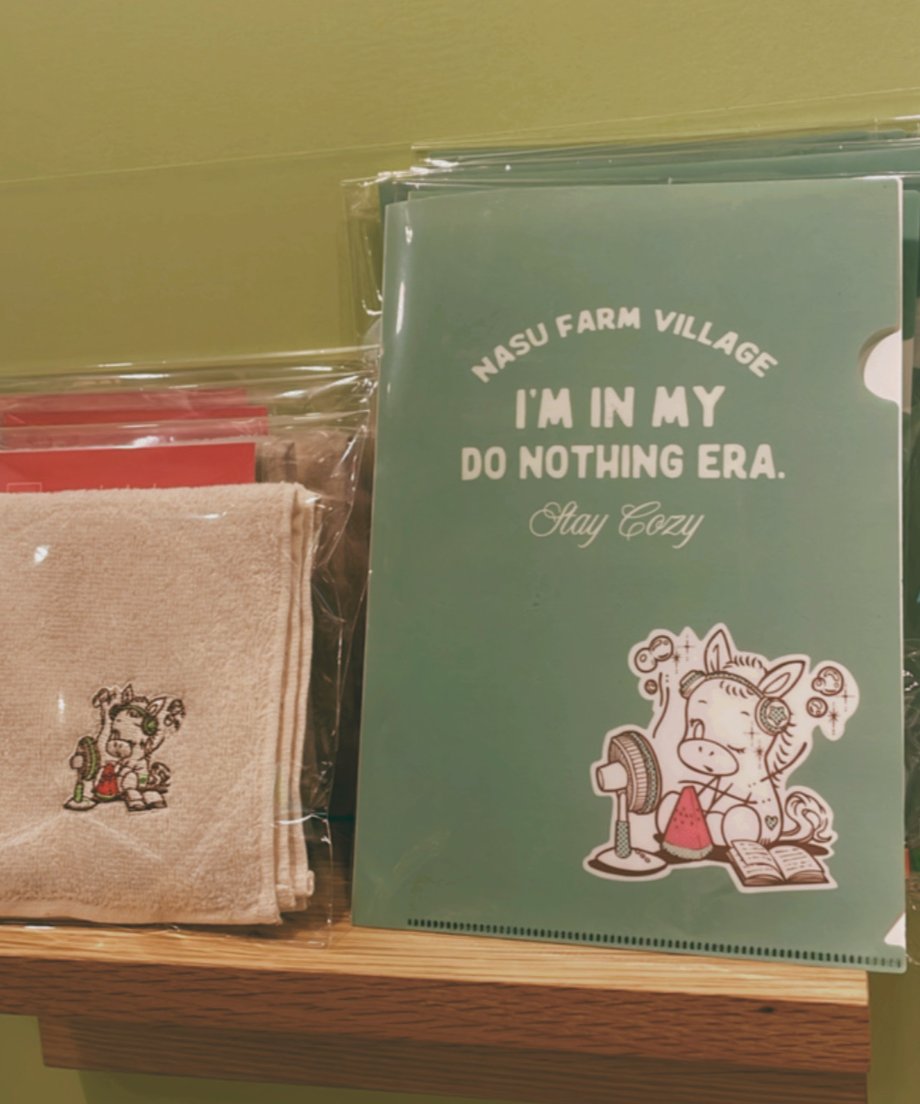 NASU FARM VILLAGE
I'M IN MY
DO NOTHING ERA.
Stay Cozy